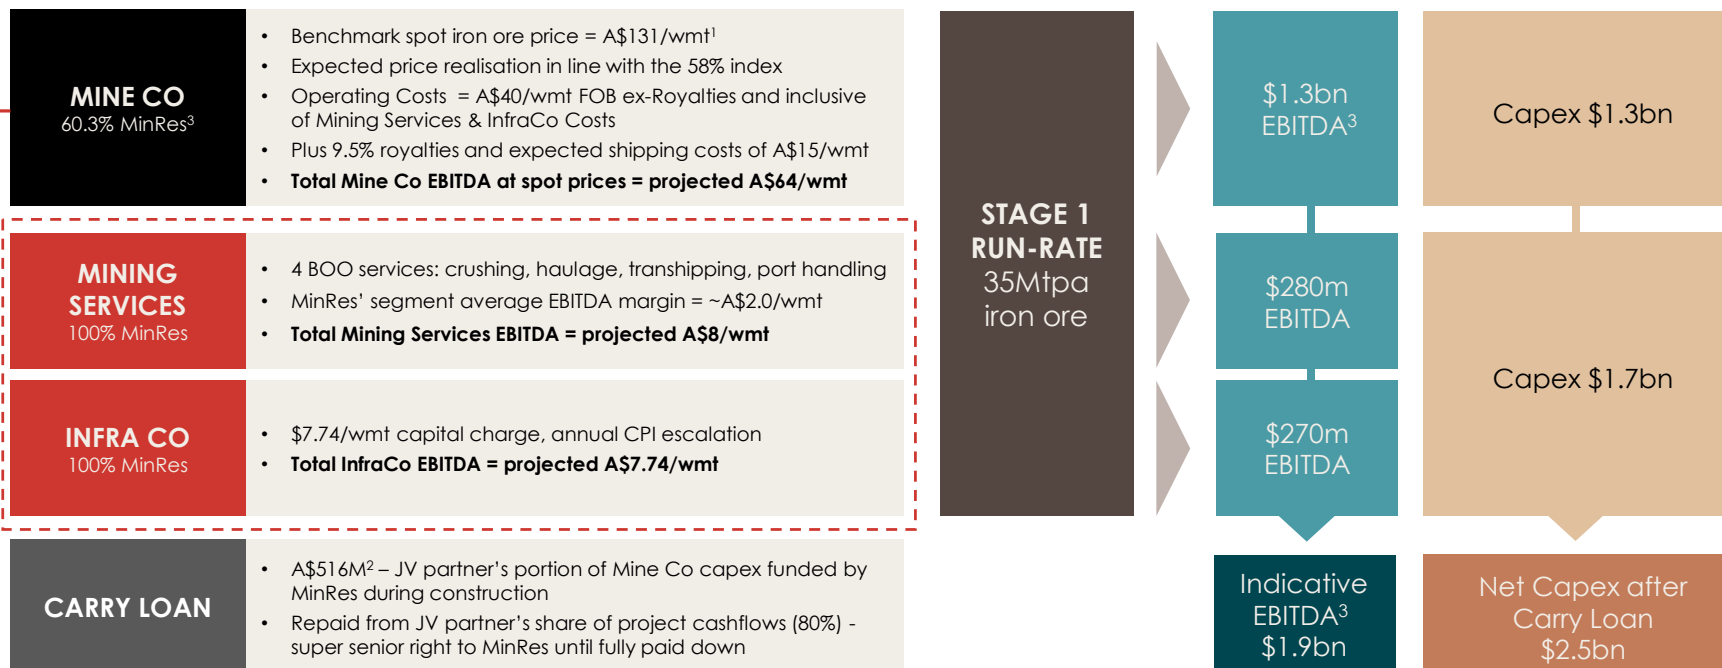 MINE CO
60.3% MinRes³
• Benchmark spot iron ore price = A$131/wmt¹
• Expected price realisation in line with the 58% index
• Operating Costs = A$40/wmt FOB ex-Royalties and inclusive
of Mining Services & InfraCo Costs
• Plus 9.5% royalties and expected shipping costs of A$15/wmt
• Total Mine Co EBITDA at spot prices = projected A$64/wmt
MINING
SERVICES
100% MinRes
• 4 BOO services: crushing, haulage, transhipping, port handling
• MinRes' segment average EBITDA margin = ~A$2.0/wmt
• Total Mining Services EBITDA = projected A$8/wmt
INFRA CO
100% MinRes
• $7.74/wmt capital charge, annual CPI escalation
• Total InfraCo EBITDA = projected A$7.74/wmt
CARRY LOAN
• A$516M² – JV partner's portion of Mine Co capex funded by
MinRes during construction
• Repaid from JV partner's share of project cashflows (80%) -
super senior right to MinRes until fully paid down
STAGE 1
RUN-RATE
35Mtpa
iron ore
$1.3bn
EBITDA³
$280m
EBITDA
$270m
EBITDA
Indicative
EBITDA³
$1.9bn
Capex $1.3bn
Capex $1.7bn
Net Capex after
Carry Loan
$2.5bn